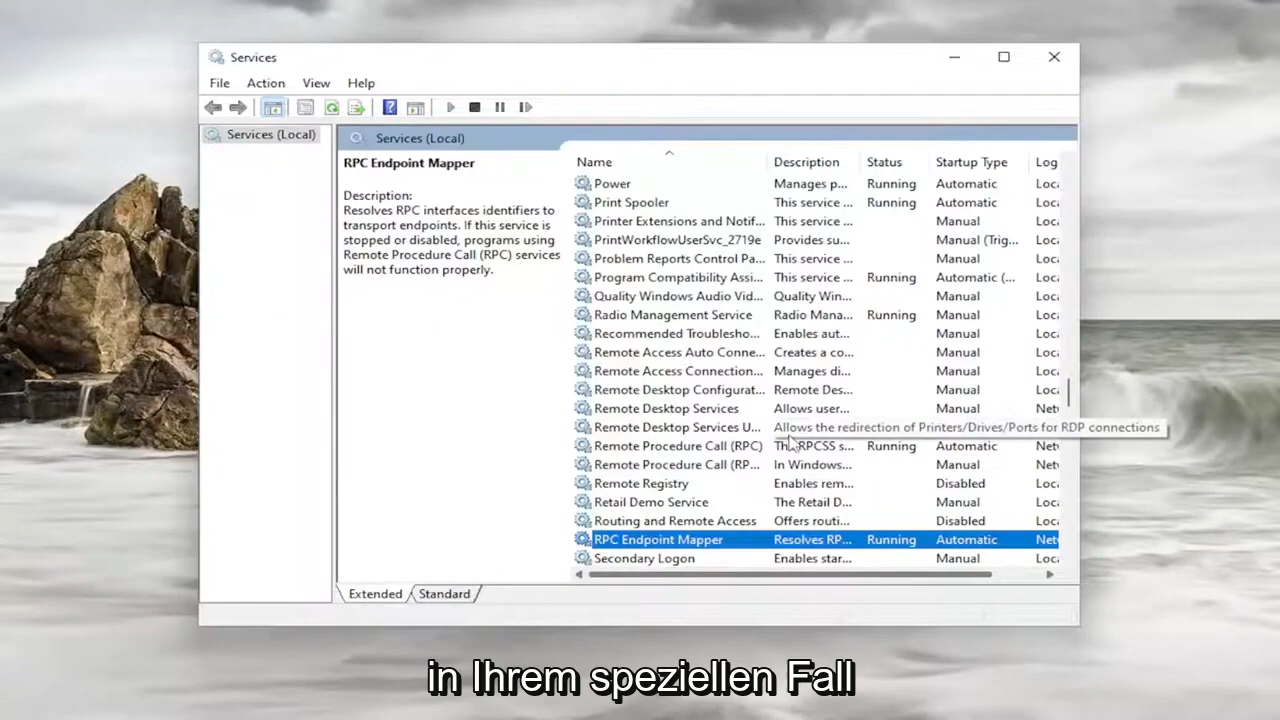 Services
File Action View Help
Services (Local)
Services (Local)
RPC Endpoint Mapper
Description:
Resolves RPC interfaces identifiers to
transport endpoints. If this service is
stopped or disabled, programs using
Remote Procedure Call (RPC) services
will not function properly.
Name Description Status Startup Type Log
Power Manages p... Running Automatic Loca
Print Spooler This service ... Running Automatic Loca
Printer Extensions and Notif... This service ... Manual Loca
PrintWorkflowUserSvc_2719e Provides su... Manual (Trig... Loca
Problem Reports Control Pa... This service ... Manual Loca
Program Compatibility Assi... This service ... Running Automatic (... Loca
Quality Windows Audio Vid... Quality Win... Manual Loca
Radio Management Service Radio Mana... Running Manual Loca
Recommended Troublesho... Enables aut... Manual Loca
Remote Access Auto Conne... Creates a co... Manual Loca
Remote Access Connection... Manages di... Manual Loca
Remote Desktop Configurat... Remote Des... Manual Loca
Remote Desktop Services Allows user... Manual Netv
Remote Desktop Services U... Allows the redirection of Printers/Drives/Ports for RDP connections
Remote Procedure Call (RPC) The RPCSS s... Running Automatic Netv
Remote Procedure Call (RP... In Windows... Manual Netv
Remote Registry Enables rem... Disabled Loca
Retail Demo Service The Retail D... Manual Loca
Routing and Remote Access Offers routi... Disabled Loca
RPC Endpoint Mapper Resolves RP... Running Automatic Netv
Secondary Logon Enables star... Manual Loca
Extended Standard
in Ihrem speziellen Fall